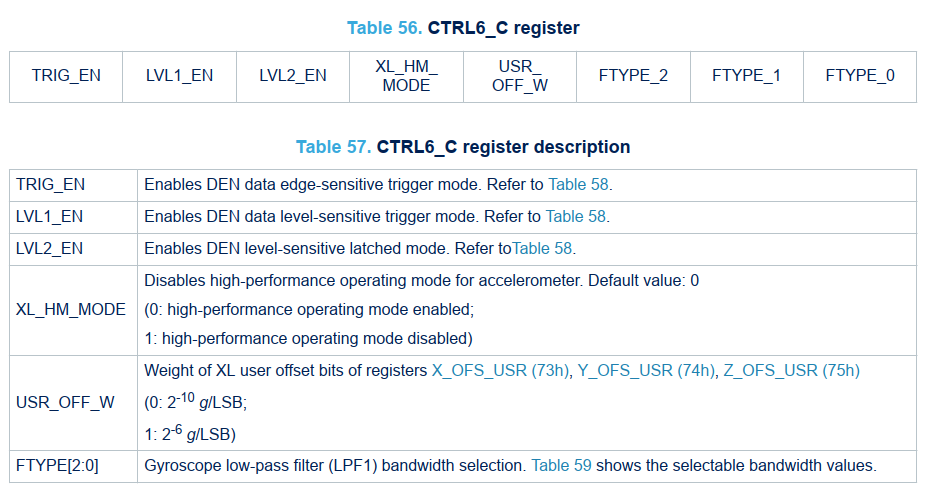 Table 56. CTRL6_C register
TRIG_EN LVL1_EN LVL2_EN XL_HM_ MODE USR_ OFF_W FTYPE_2 FTYPE_1 FTYPE_0
Table 57. CTRL6_C register description
TRIG_EN Enables DEN data edge-sensitive trigger mode. Refer to Table 58.
LVL1_EN Enables DEN data level-sensitive trigger mode. Refer to Table 58.
LVL2_EN Enables DEN level-sensitive latched mode. Refer toTable 58.
XL_HM_MODE Disables high-performance operating mode for accelerometer. Default value: 0
(0: high-performance operating mode enabled;
1: high-performance operating mode disabled)
USR_OFF_W Weight of XL user offset bits of registers X_OFS_USR (73h), Y_OFS_USR (74h), Z_OFS_USR (75h)
(0: 2-10 g/LSB;
1: 2-6 g/LSB)
FTYPE[2:0] Gyroscope low-pass filter (LPF1) bandwidth selection. Table 59 shows the selectable bandwidth values.